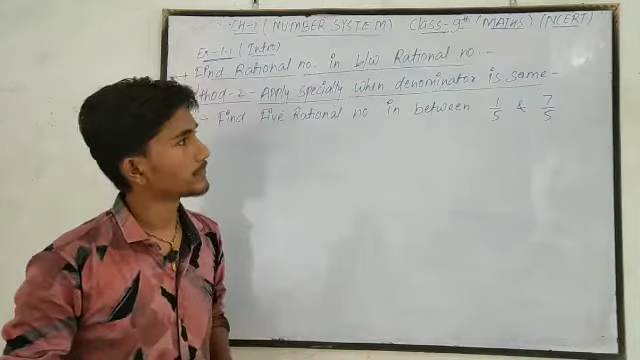 CH-1 (NUMBER SYSTEM) Class-9th (MATHS) (NCERT)
Ex-1.1 (Intro)
Find Rational no. in b/w Rational no. -
thod-2 - Apply specially when denominator is same -
- Find Five Rational no in between 1/5 & 7/5